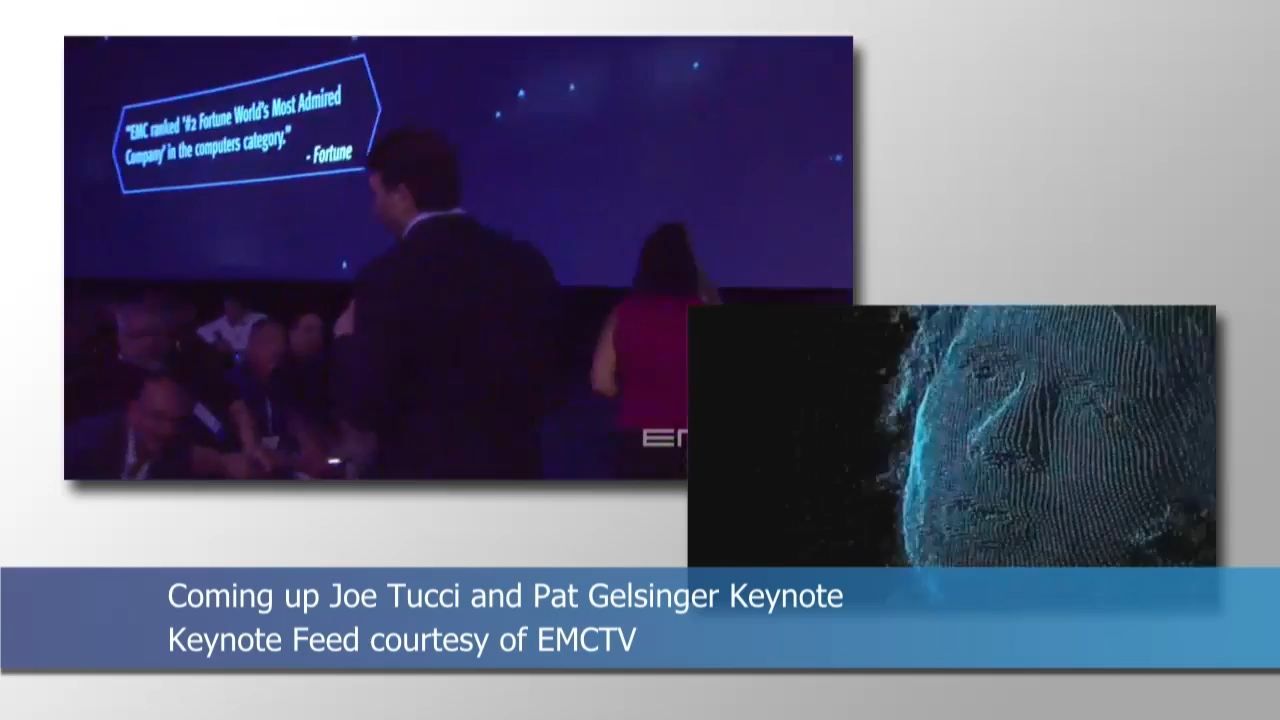 "EMC ranked '#2 Fortune World's Most Admired
Company' in the computers category."
- Fortune
Coming up Joe Tucci and Pat Gelsinger Keynote
Keynote Feed courtesy of EMCTV